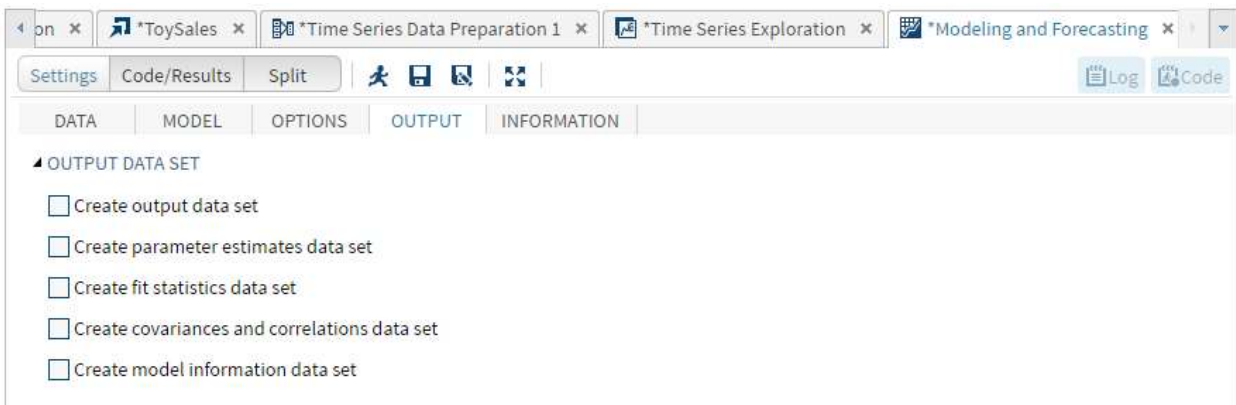 on × *ToySales × *Time Series Data Preparation 1 × *Time Series Exploration × *Modeling and Forecasting ×
Settings Code/Results Split Log Code
DATA MODEL OPTIONS OUTPUT INFORMATION
OUTPUT DATA SET
Create output data set
Create parameter estimates data set
Create fit statistics data set
Create covariances and correlations data set
Create model information data set